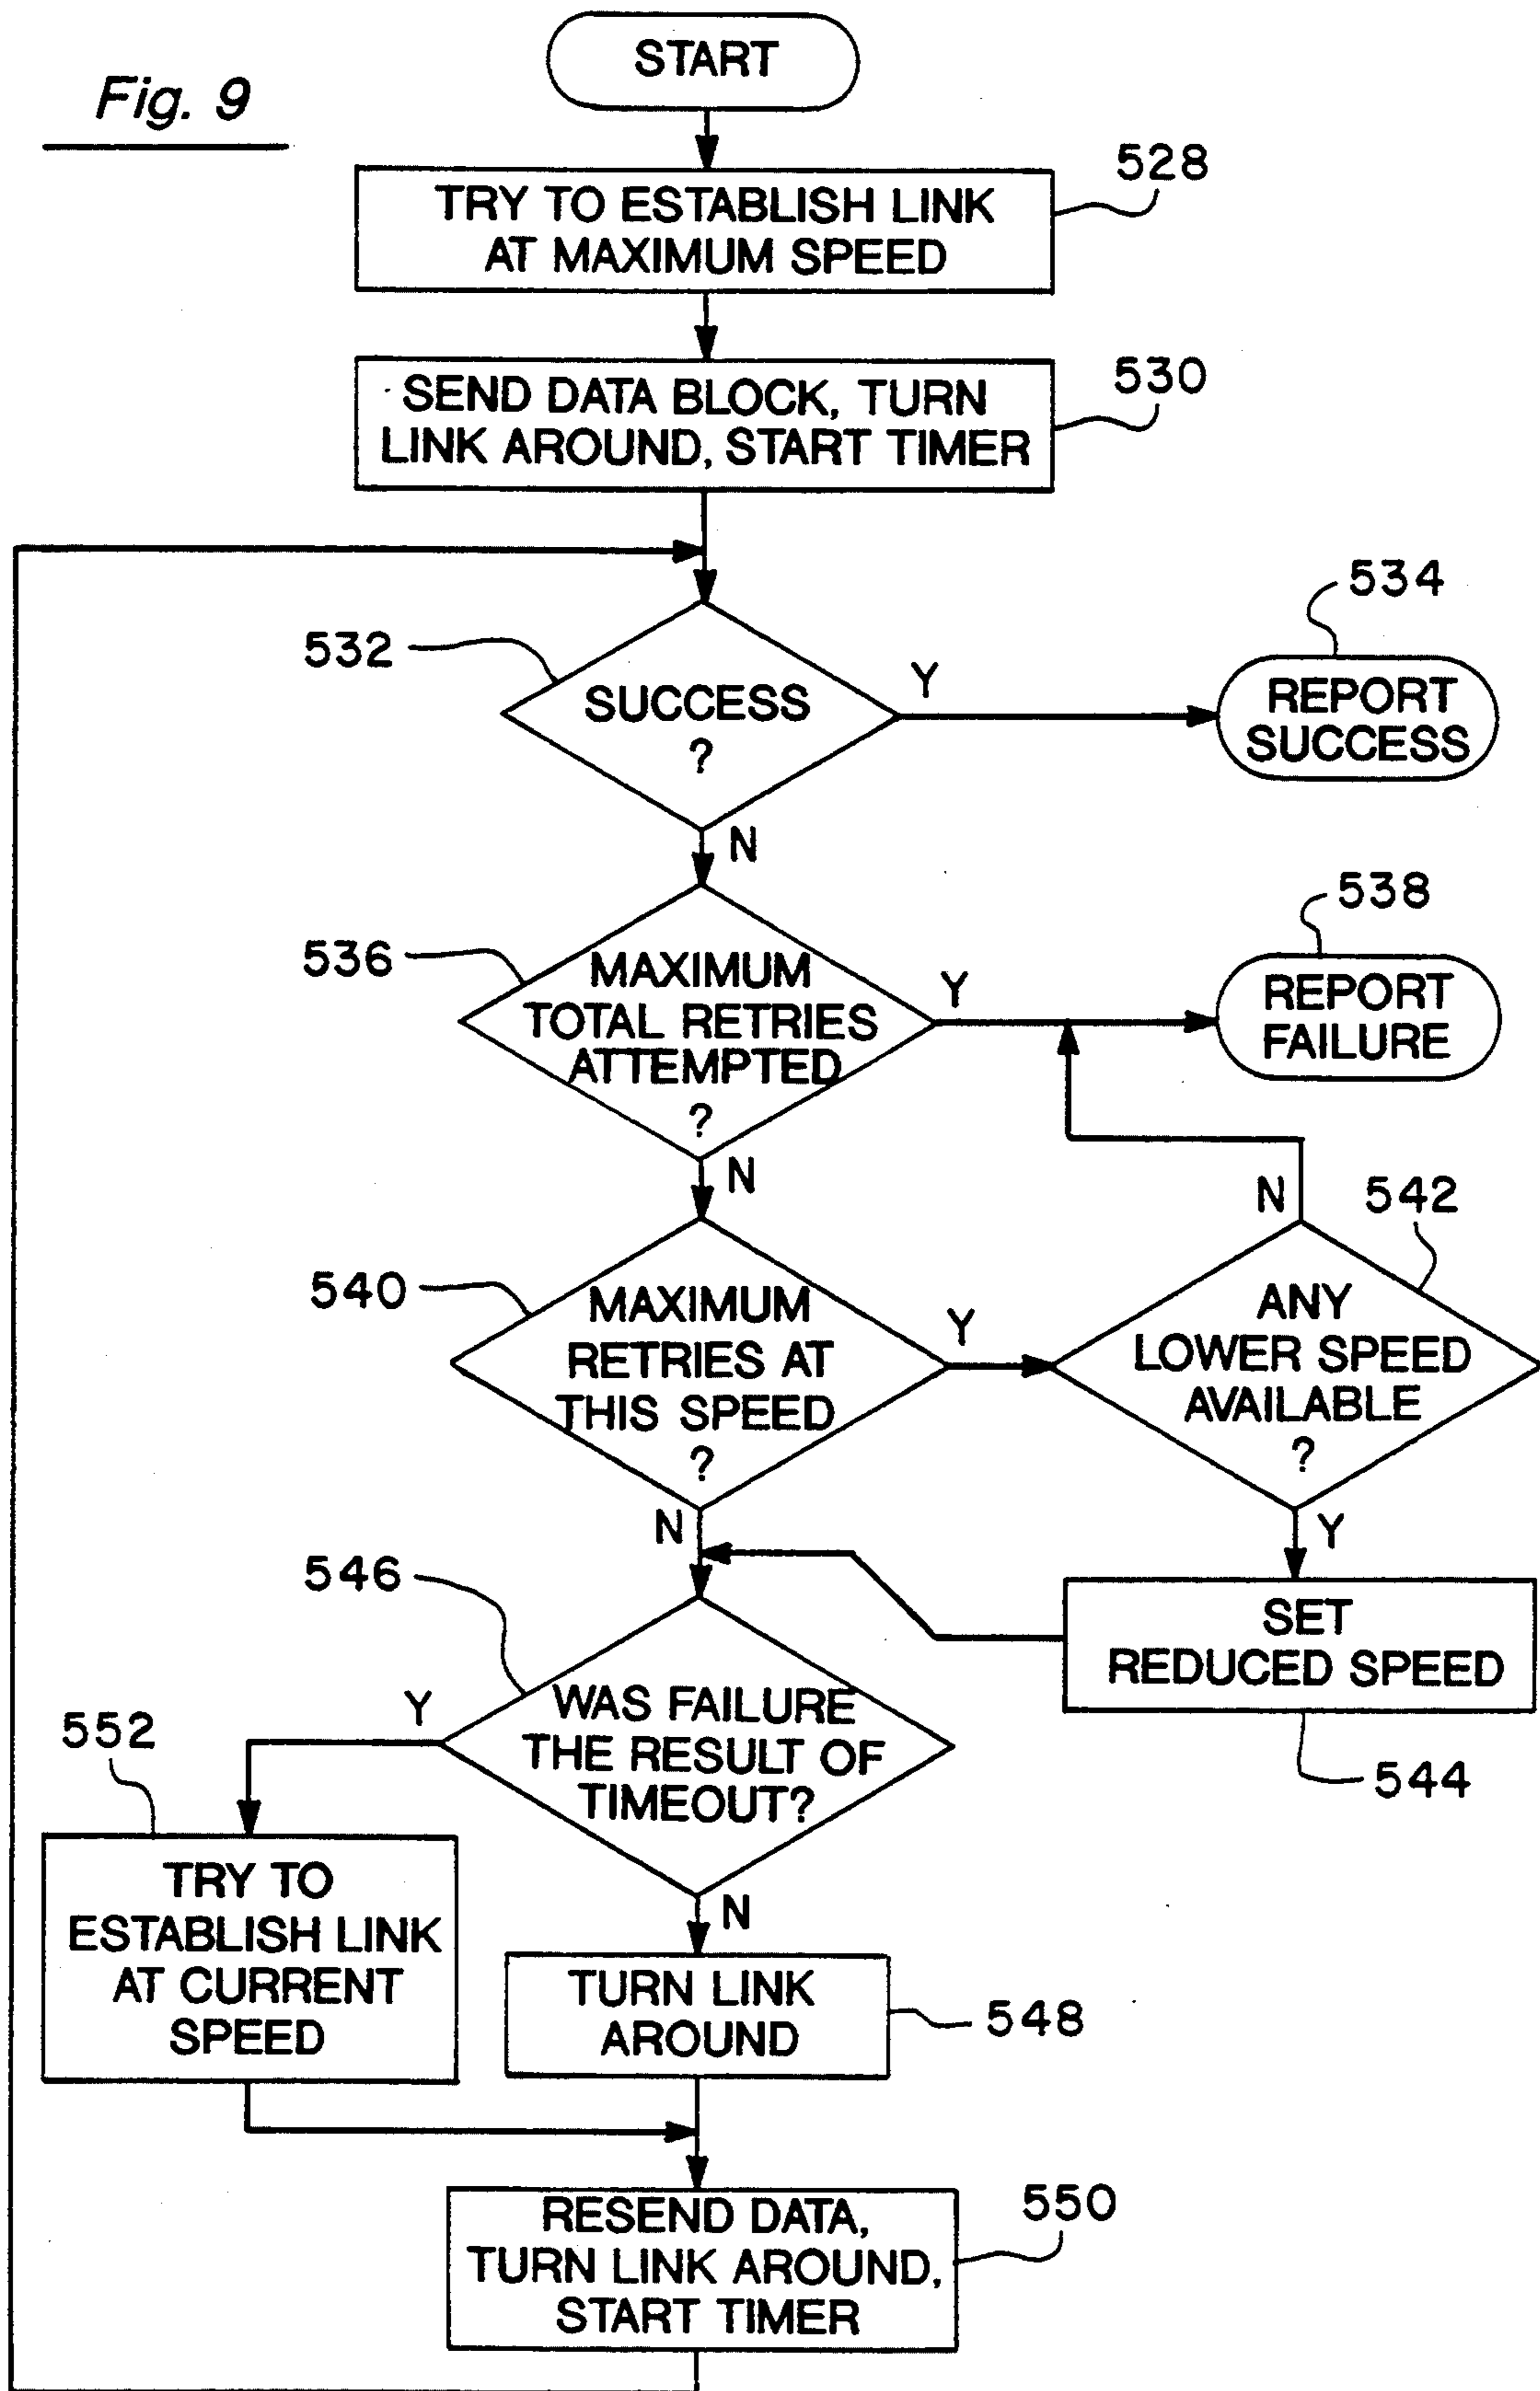 Fig. 9
START
528
TRY TO ESTABLISH LINK
AT MAXIMUM SPEED
530
SEND DATA BLOCK, TURN
LINK AROUND, START TIMER
532
SUCCESS
?
Y
534
REPORT
SUCCESS
N
536
MAXIMUM
TOTAL RETRIES
ATTEMPTED
?
Y
538
REPORT
FAILURE
N
540
MAXIMUM
RETRIES AT
THIS SPEED
?
Y
N
542
ANY
LOWER SPEED
AVAILABLE
?
N
Y
546
SET
REDUCED SPEED
544
WAS FAILURE
THE RESULT OF
TIMEOUT?
Y
552
TRY TO
ESTABLISH LINK
AT CURRENT
SPEED
N
TURN LINK
AROUND
548
550
RESEND DATA,
TURN LINK AROUND,
START TIMER